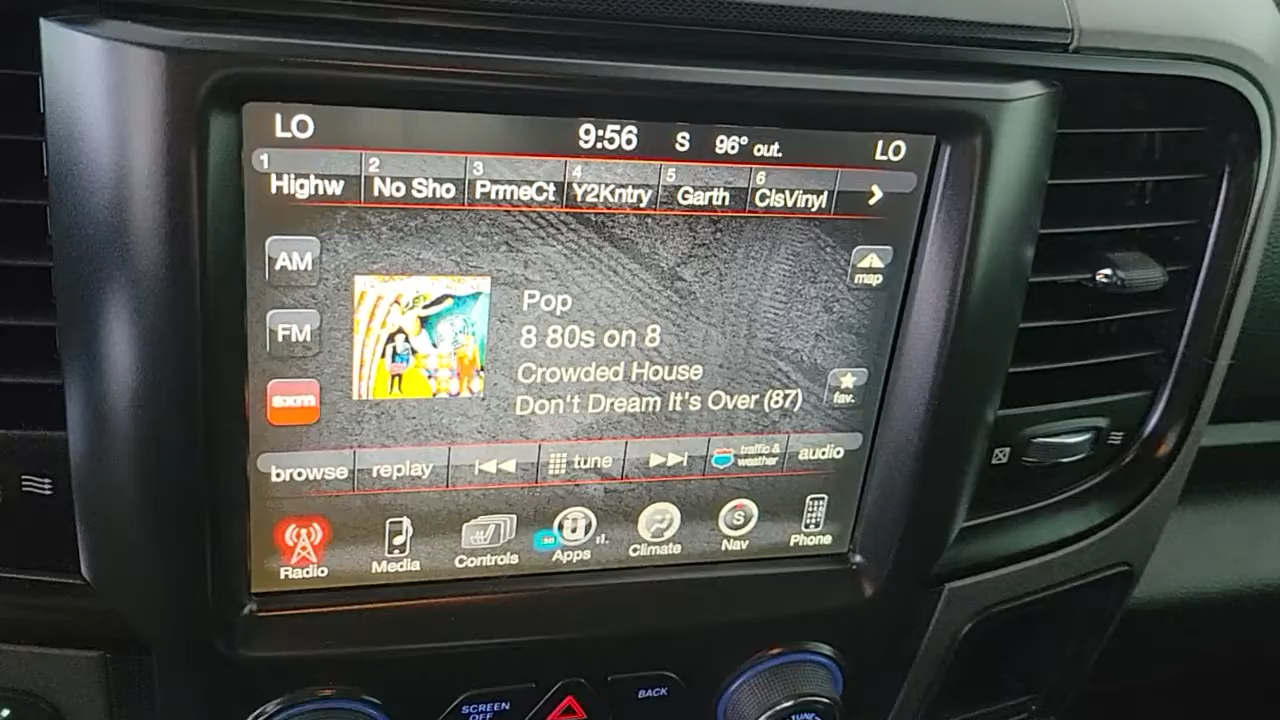 LO 9:56 S 96° out. LO
1 Highw 2 No Sho 3 PrmeCt 4 Y2Kntry 5 Garth 6 ClsVinyl
AM
map
Pop
FM
8 80s on 8
Crowded House
sxm
Don't Dream It's Over (87)
fav.
browse replay tune traffic & weather audio
Radio Media Controls Apps Climate S Nav Phone
SCREEN OFF
BACK
TUNE